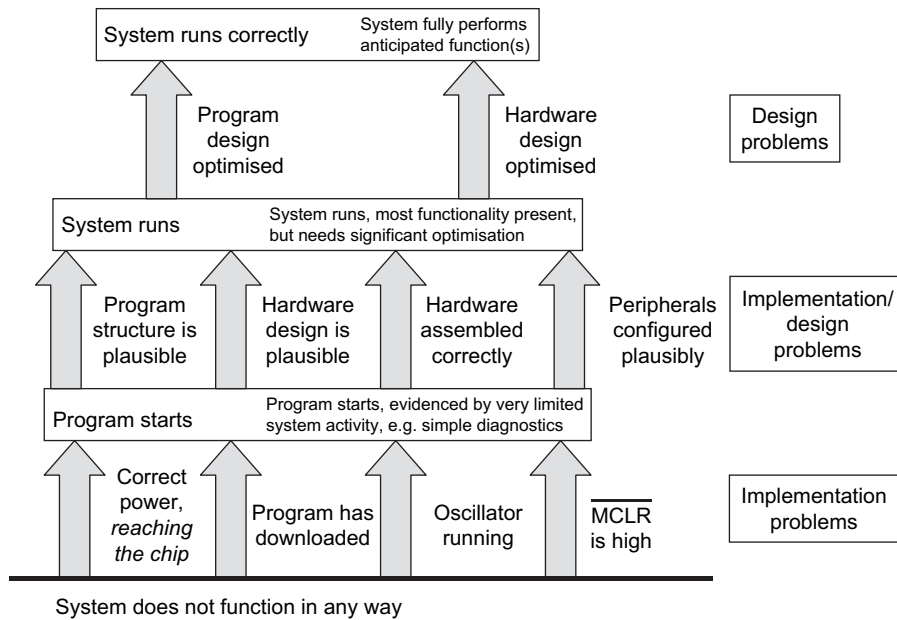 System runs correctly
System fully performs
anticipated function(s)
Program
design
optimised
Hardware
design
optimised
Design
problems
System runs
System runs, most functionality present,
but needs significant optimisation
Program
structure is
plausible
Hardware
design is
plausible
Hardware
assembled
correctly
Peripherals
configured
plausibly
Implementation/
design
problems
Program starts
Program starts, evidenced by very limited
system activity, e.g. simple diagnostics
Correct
power,
reaching
the chip
Program has
downloaded
Oscillator
running
MCLR
is high
Implementation
problems
System does not function in any way